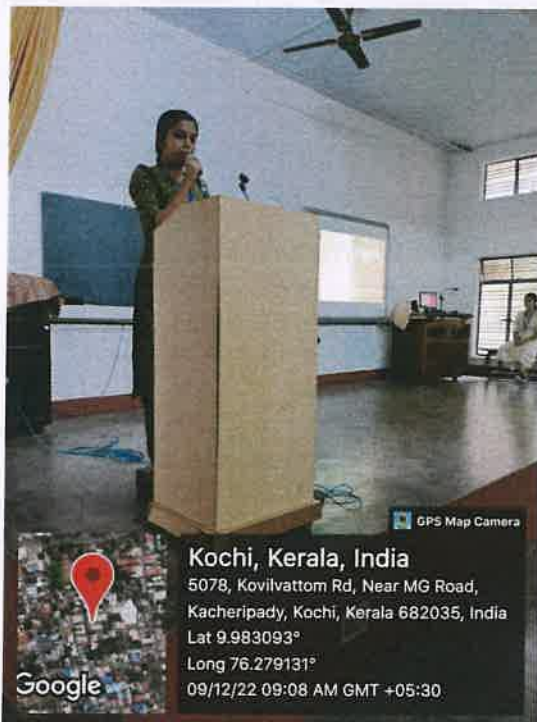 GPS Map Camera
Kochi, Kerala, India
5078, Kovilvattom Rd, Near MG Road,
Kacheripady, Kochi, Kerala 682035, India
Lat 9.983093°
Long 76.279131°
09/12/22 09:08 AM GMT +05:30
Google